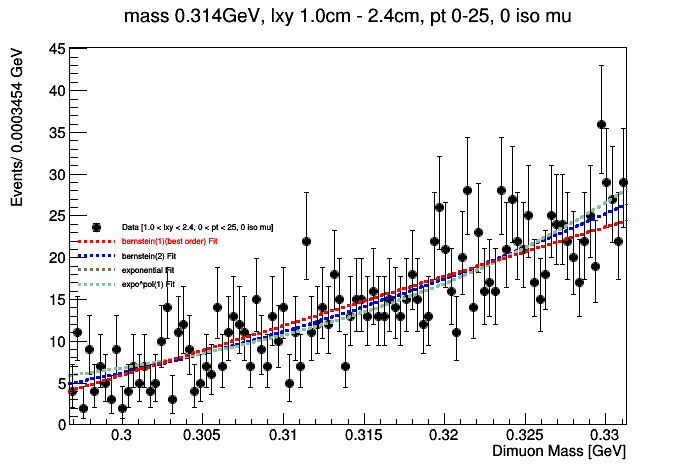 mass 0.314GeV, lxy 1.0cm - 2.4cm, pt 0-25, 0 iso mu
Events/ 0.0003454 GeV
45
40
35
30
25
20
15
10
5
0
Data [1.0 < lxy < 2.4, 0 < pt < 25, 0 iso mu]
bernstein(1)(best order) Fit
bernstein(2) Fit
exponential Fit
expo*pol(1) Fit
0.3
0.305
0.31
0.315
0.32
0.325
0.33
Dimuon Mass [GeV]